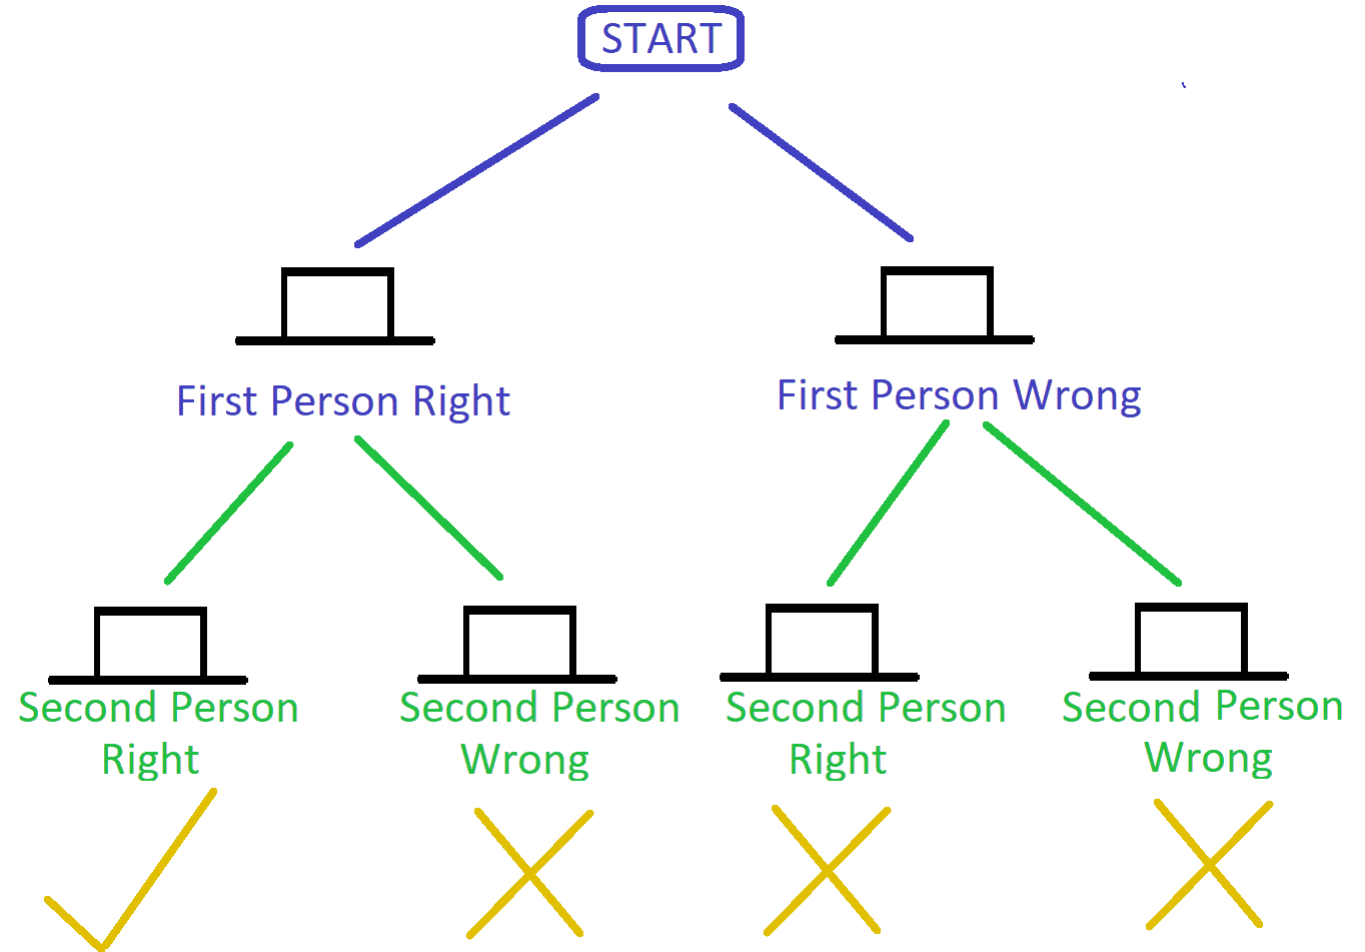 START
First Person Right
First Person Wrong
Second Person
Right
Second Person
Wrong
Second Person
Right
Second Person
Wrong